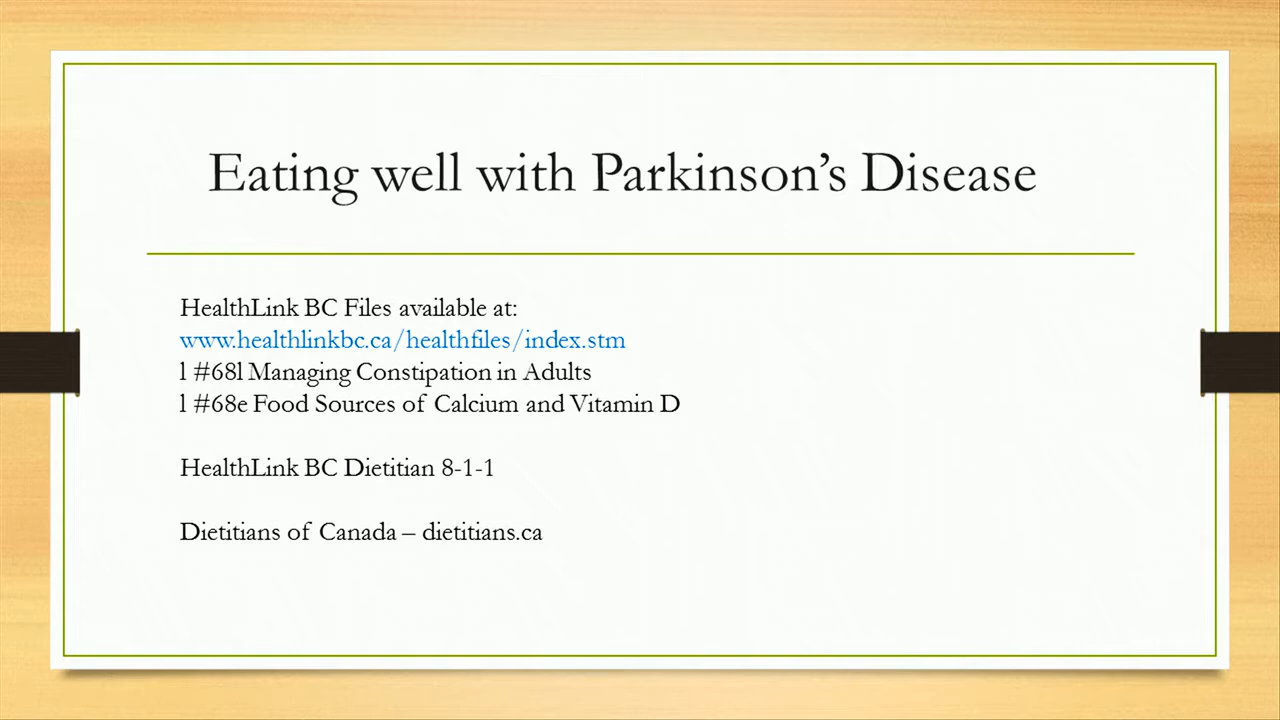 Eating well with Parkinson’s Disease
HealthLink BC Files available at:
www.healthlinkbc.ca/healthfiles/index.stm
l #68l Managing Constipation in Adults
l #68e Food Sources of Calcium and Vitamin D
HealthLink BC Dietitian 8-1-1
Dietitians of Canada – dietitians.ca